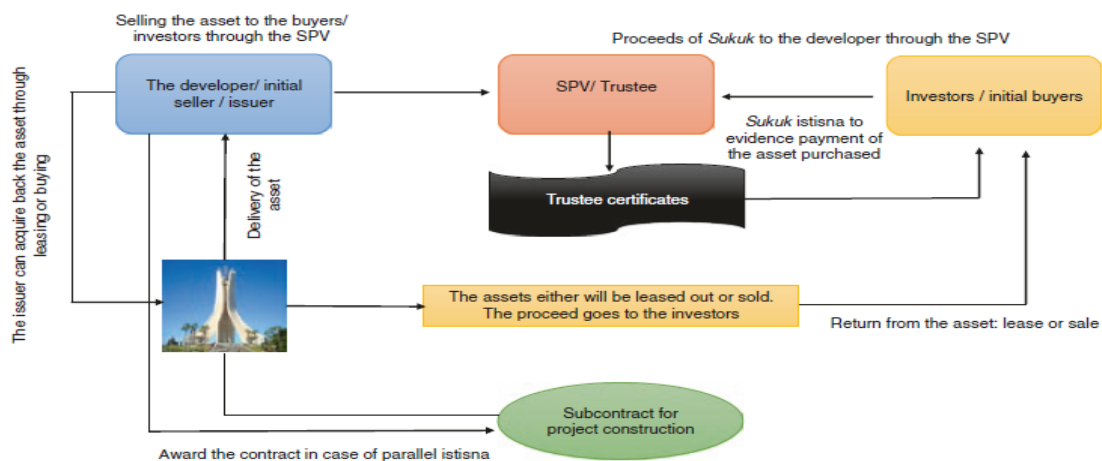 Selling the asset to the buyers/
investors through the SPV
Proceeds of Sukuk to the developer through the SPV
The issuer can acquire back the asset through
leasing or buying
The developer/ initial
seller / issuer
SPV/ Trustee
Investors / initial buyers
Sukuk istisna to
evidence payment of
the asset purchased
Delivery of the
asset
Trustee certificates
The assets either will be leased out or sold.
The proceed goes to the investors
Return from the asset: lease or sale
Subcontract for
project construction
Award the contract in case of parallel istisna